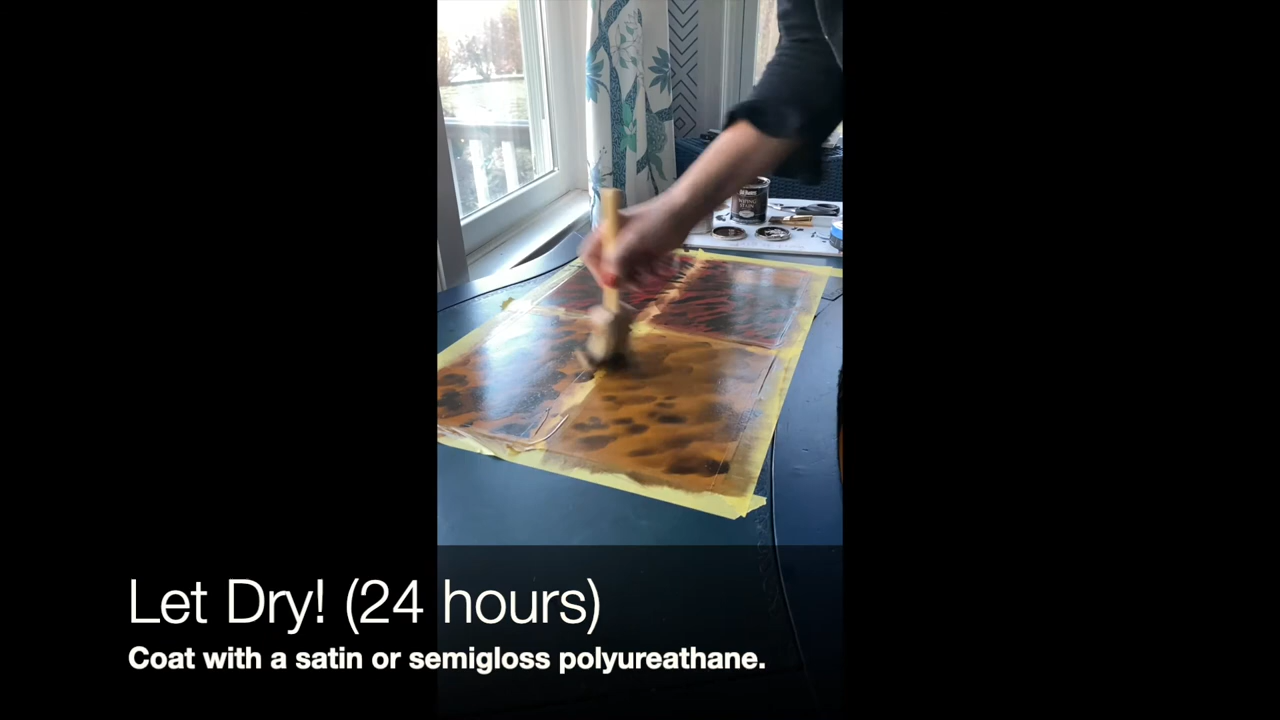 Let Dry! (24 hours)
Coat with a satin or semigloss polyureathane.